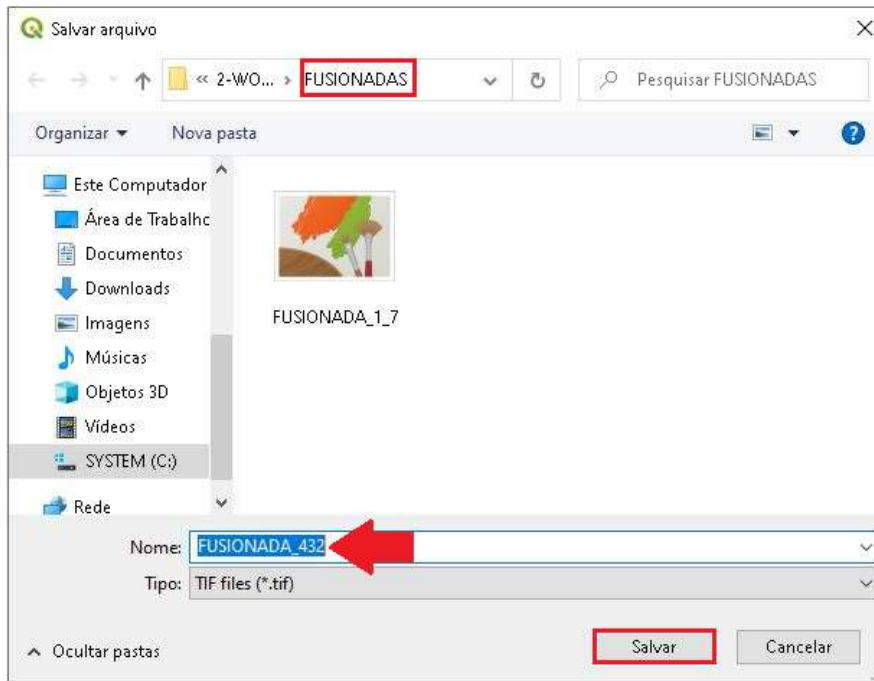 Salvar arquivo
« 2-WO... › FUSIONADAS
Pesquisar FUSIONADAS
Organizar
Nova pasta
Este Computador
Área de Trabalhc
Documentos
Downloads
Imagens
Músicas
Objetos 3D
Vídeos
SYSTEM (C:)
Rede
FUSIONADA_1_7
Nome: FUSIONADA_432
Tipo: TIF files (*.tif)
Ocultar pastas
Salvar
Cancelar